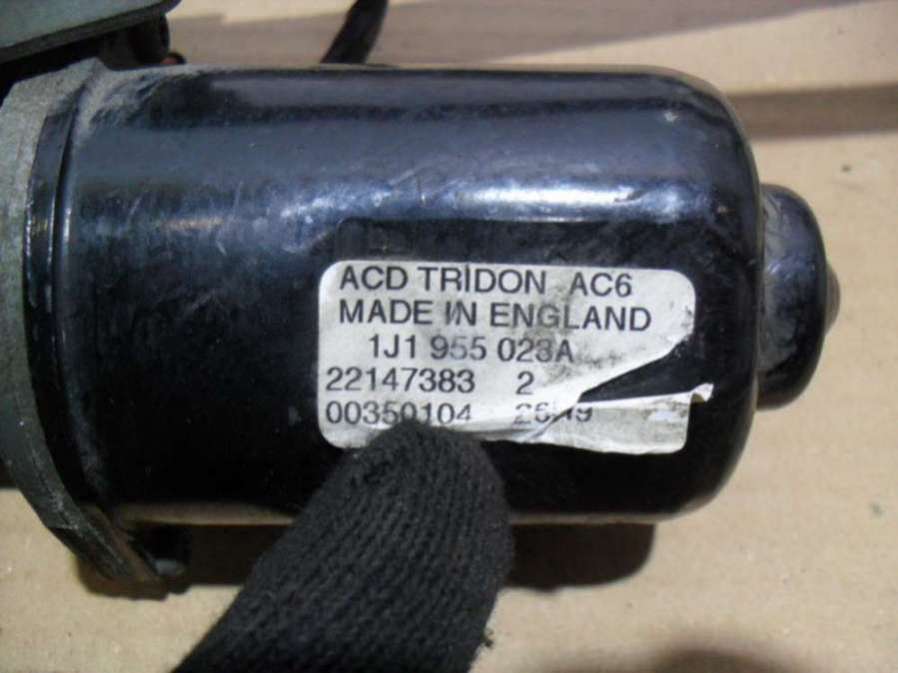 ACD TRIDON AC6
MADE IN ENGLAND
1J1 955 023A
22147383 2
00350104